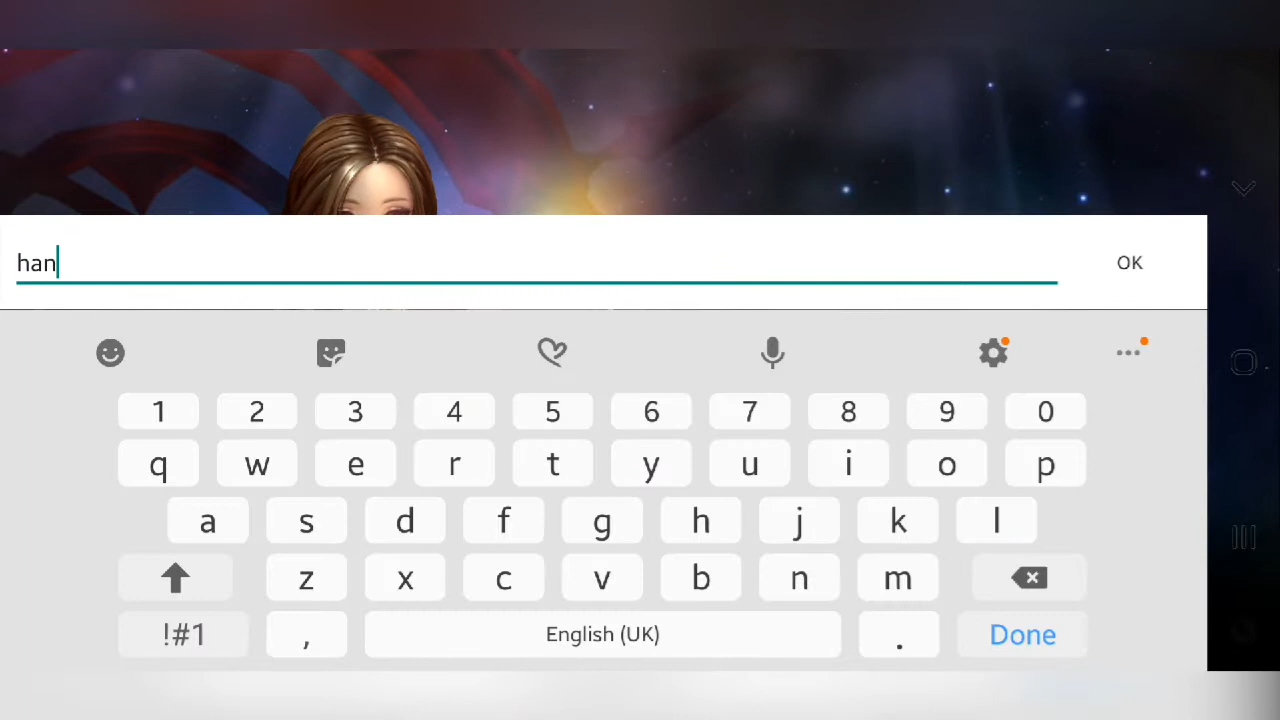 han
OK
1 2 3 4 5 6 7 8 9 0
q w e r t y u i o p
a s d f g h j k l
z x c v b n m
!#1 , English (UK) . Done